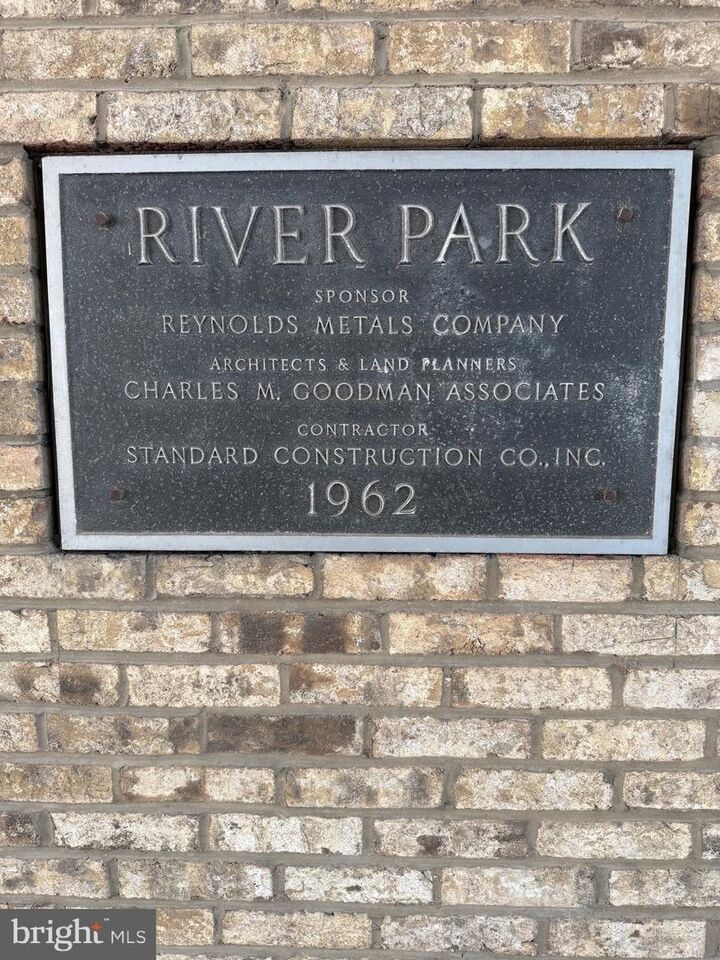 RIVER PARK
SPONSOR
REYNOLDS METALS COMPANY
ARCHITECTS & LAND PLANNERS
CHARLES M. GOODMAN ASSOCIATES
CONTRACTOR
STANDARD CONSTRUCTION CO., INC.
1962
bright MLS